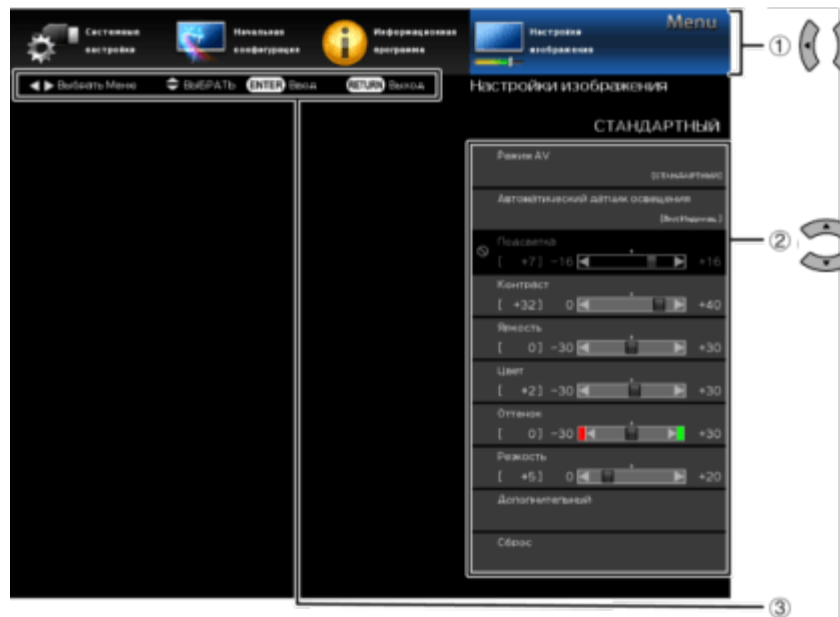 Системные
настройки
Начальная
конфигурация
Информационная
программа
Настройки
изображения
Menu
①
Выбрать Меню
ВЫБРАТЬ
ENTER
Ввод
RETURN
Выход
Настройки изображения
СТАНДАРТНЫЙ
Режим AV
[СТАНДАРТНЫЙ]
Автоматический датчик освещения
②
Подсветка
[ +7] -16 +16
Контраст
[ +32] 0 +40
Яркость
[ 0] -30 +30
Цвет
[ +2] -30 +30
Оттенок
[ 0] -30 +30
Резкость
[ +5] 0 +20
Дополнительный
Сброс
③